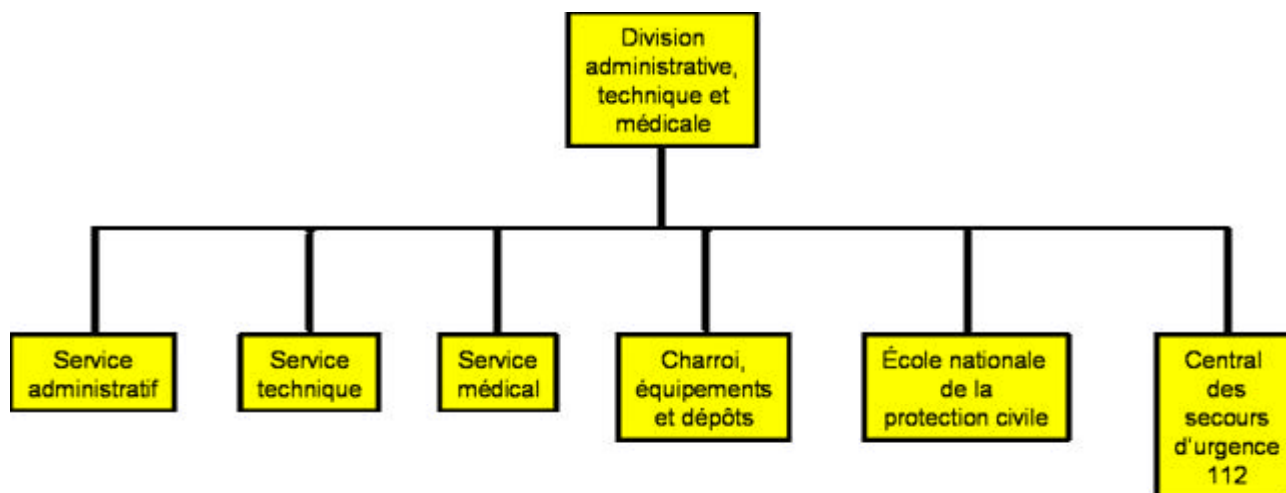 Division
administrative,
technique et
médicale
Service
administratif
Service
technique
Service
médical
Charroi,
équipements
et dépôts
École nationale
de la
protection civile
Central
des
secours
d'urgence
112